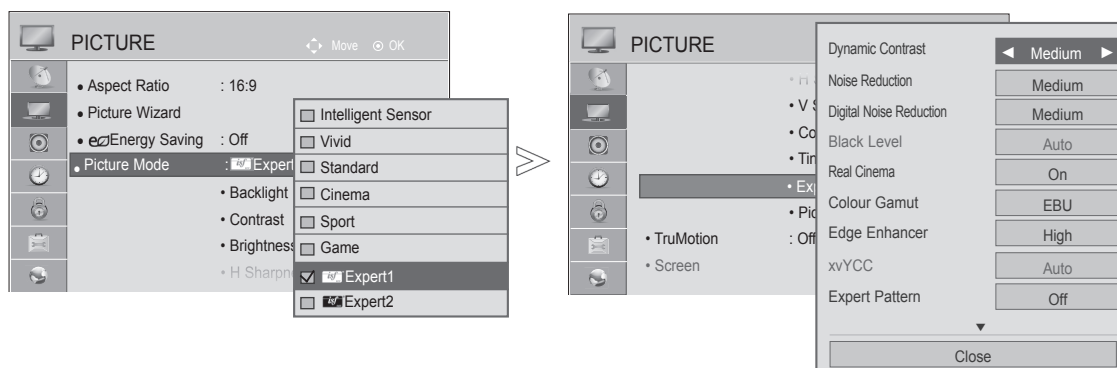 PICTURE
Move OK
• Aspect Ratio : 16:9
• Picture Wizard
• Energy Saving : Off
• Picture Mode : Expert
• Backlight
• Contrast
• Brightness
• H Sharpn
Intelligent Sensor
Vivid
Standard
Cinema
Sport
Game
Expert1
Expert2
PICTURE
• V S
• Co
• Tin
• Exp
• Pic
• TruMotion : Off
• Screen
Dynamic Contrast ◄ Medium ►
Noise Reduction Medium
Digital Noise Reduction Medium
Black Level Auto
Real Cinema On
Colour Gamut EBU
Edge Enhancer High
xvYCC Auto
Expert Pattern Off
▼
Close